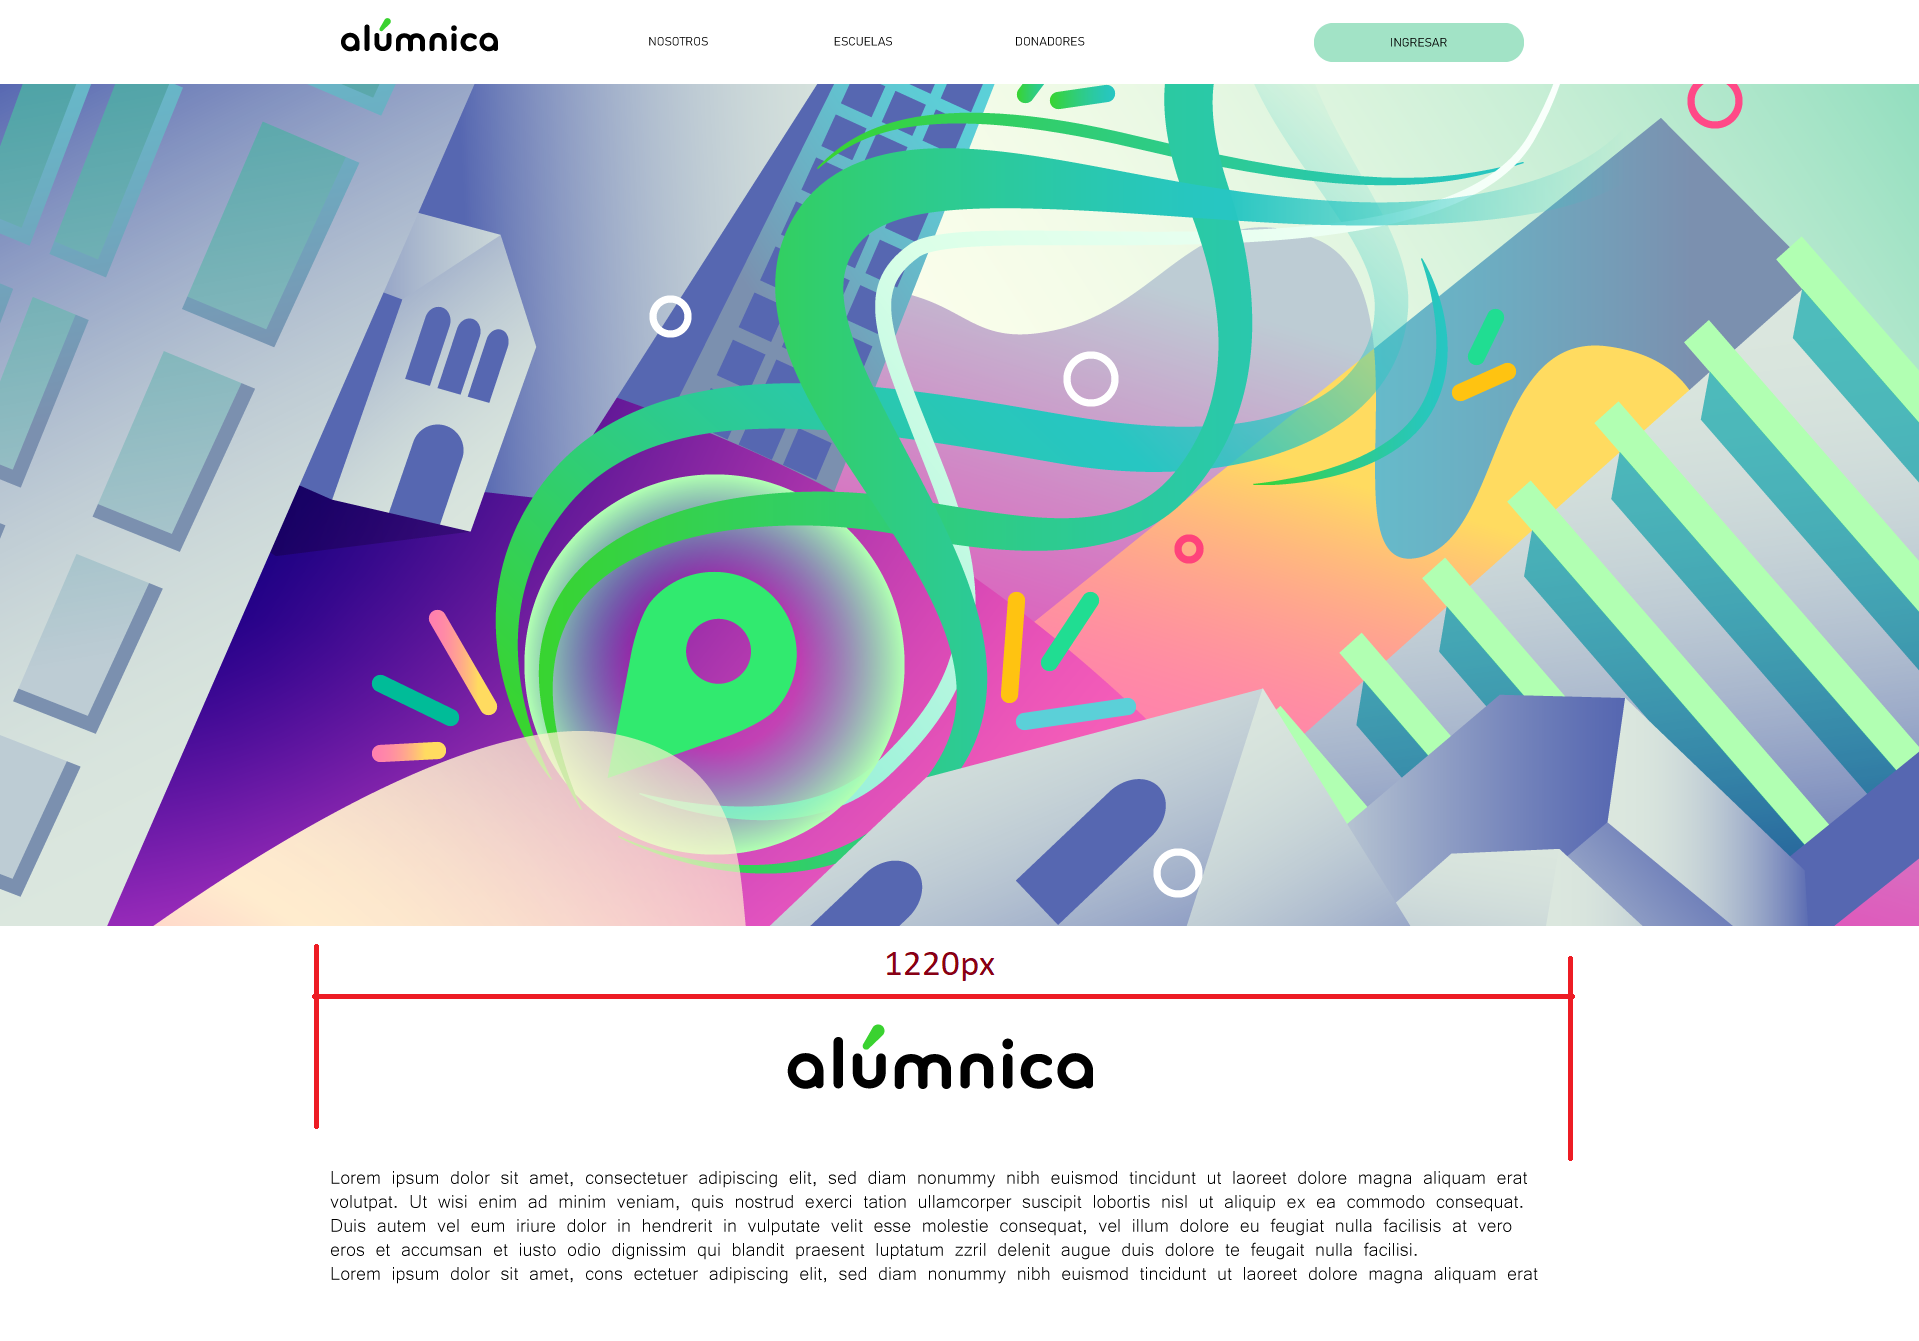 alúmnica
NOSOTROS
ESCUELAS
DONADORES
INGRESAR
1220px
alúmnica
Lorem ipsum dolor sit amet, consectetuer adipiscing elit, sed diam nonummy nibh euismod tincidunt ut laoreet dolore magna aliquam erat
volutpat. Ut wisi enim ad minim veniam, quis nostrud exerci tation ullamcorper suscipit lobortis nisl ut aliquip ex ea commodo consequat.
Duis autem vel eum iriure dolor in hendrerit in vulputate velit esse molestie consequat, vel illum dolore eu feugiat nulla facilisis at vero
eros et accumsan et iusto odio dignissim qui blandit praesent luptatum zzril delenit augue duis dolore te feugait nulla facilisi.
Lorem ipsum dolor sit amet, cons ectetuer adipiscing elit, sed diam nonummy nibh euismod tincidunt ut laoreet dolore magna aliquam erat